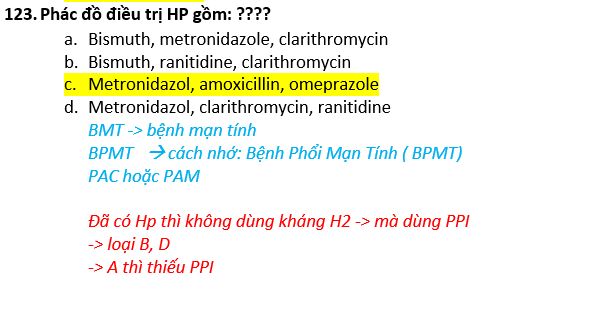 123. Phác đồ điều trị HP gồm: ????
a. Bismuth, metronidazole, clarithromycin
b. Bismuth, ranitidine, clarithromycin
c. Metronidazol, amoxicillin, omeprazole
d. Metronidazol, clarithromycin, ranitidine
BMT -> bệnh mạn tính
BPMT → cách nhớ: Bệnh Phổi Mạn Tính ( BPMT)
PAC hoặc PAM
Đã có Hp thì không dùng kháng H2 -> mà dùng PPI
-> loại B, D
-> A thì thiếu PPI